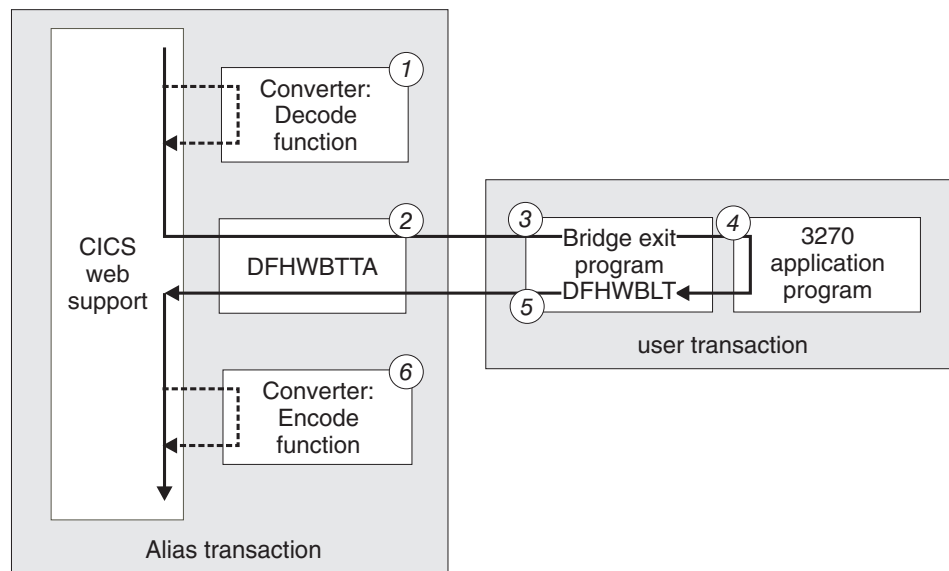 1
Converter:
Decode
function
CICS
web
support
2
DFHWBTTA
3
Bridge exit
program
DFHWBLT
4
3270
application
program
5
user transaction
6
Converter:
Encode
function
Alias transaction